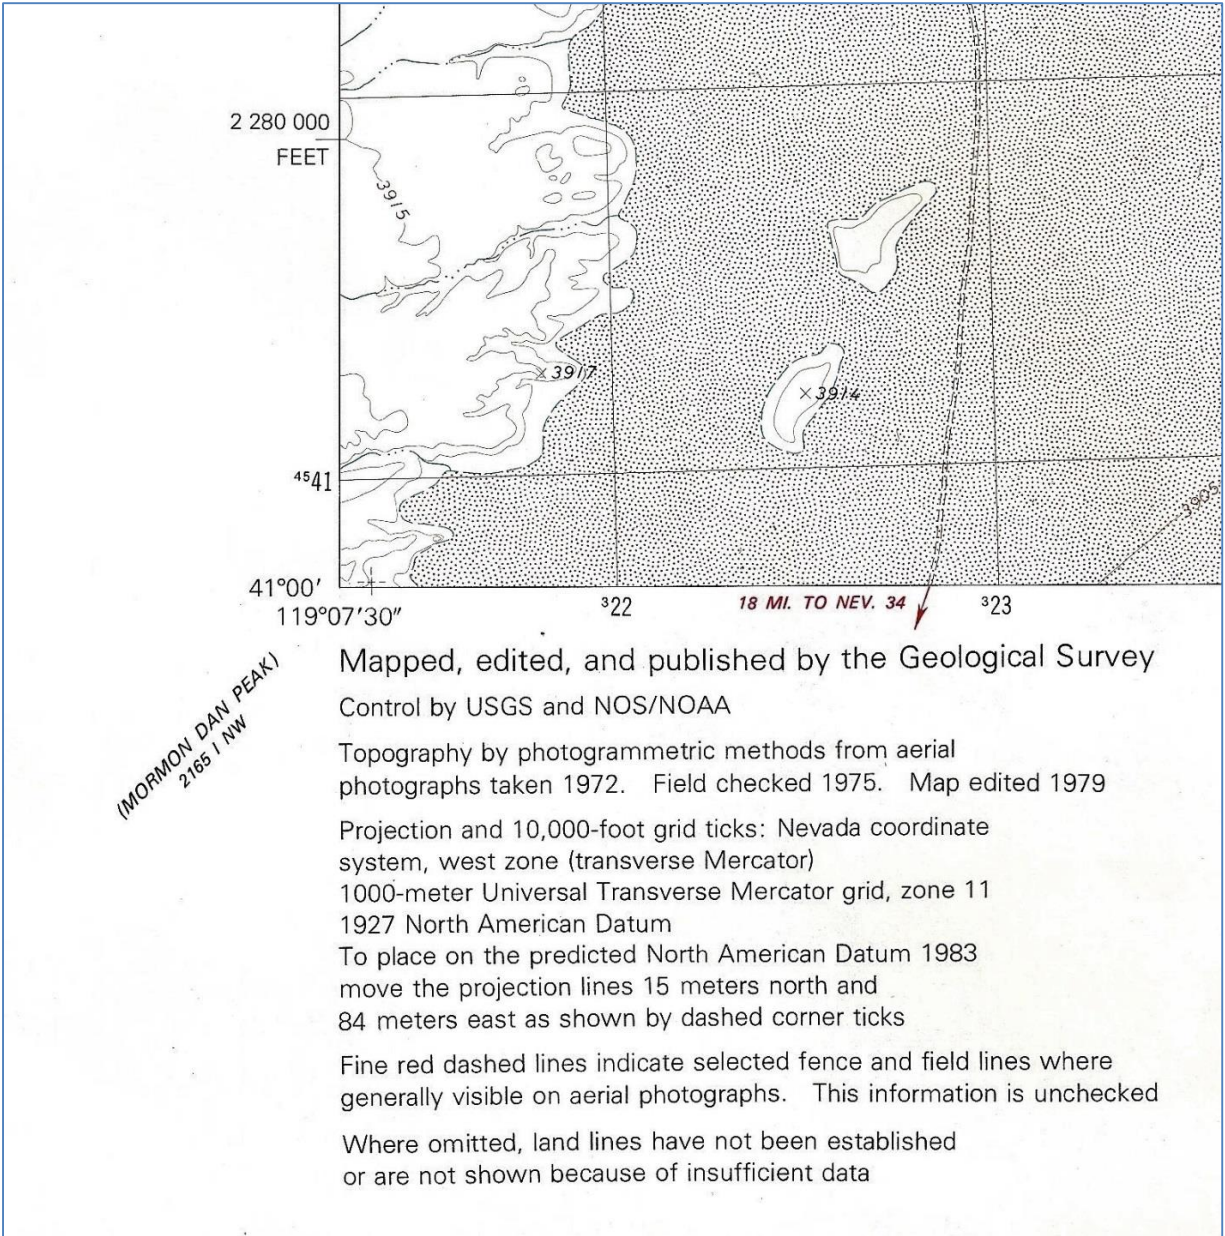 2 280 000
FEET
3915
×3917
×3914
⁴⁵41
3905
41°00'
119°07'30"
³22
18 MI. TO NEV. 34
³23
(MORMON DAN PEAK)
2165 I NW
Mapped, edited, and published by the Geological Survey
Control by USGS and NOS/NOAA
Topography by photogrammetric methods from aerial
photographs taken 1972. Field checked 1975. Map edited 1979
Projection and 10,000-foot grid ticks: Nevada coordinate
system, west zone (transverse Mercator)
1000-meter Universal Transverse Mercator grid, zone 11
1927 North American Datum
To place on the predicted North American Datum 1983
move the projection lines 15 meters north and
84 meters east as shown by dashed corner ticks
Fine red dashed lines indicate selected fence and field lines where
generally visible on aerial photographs. This information is unchecked
Where omitted, land lines have not been established
or are not shown because of insufficient data